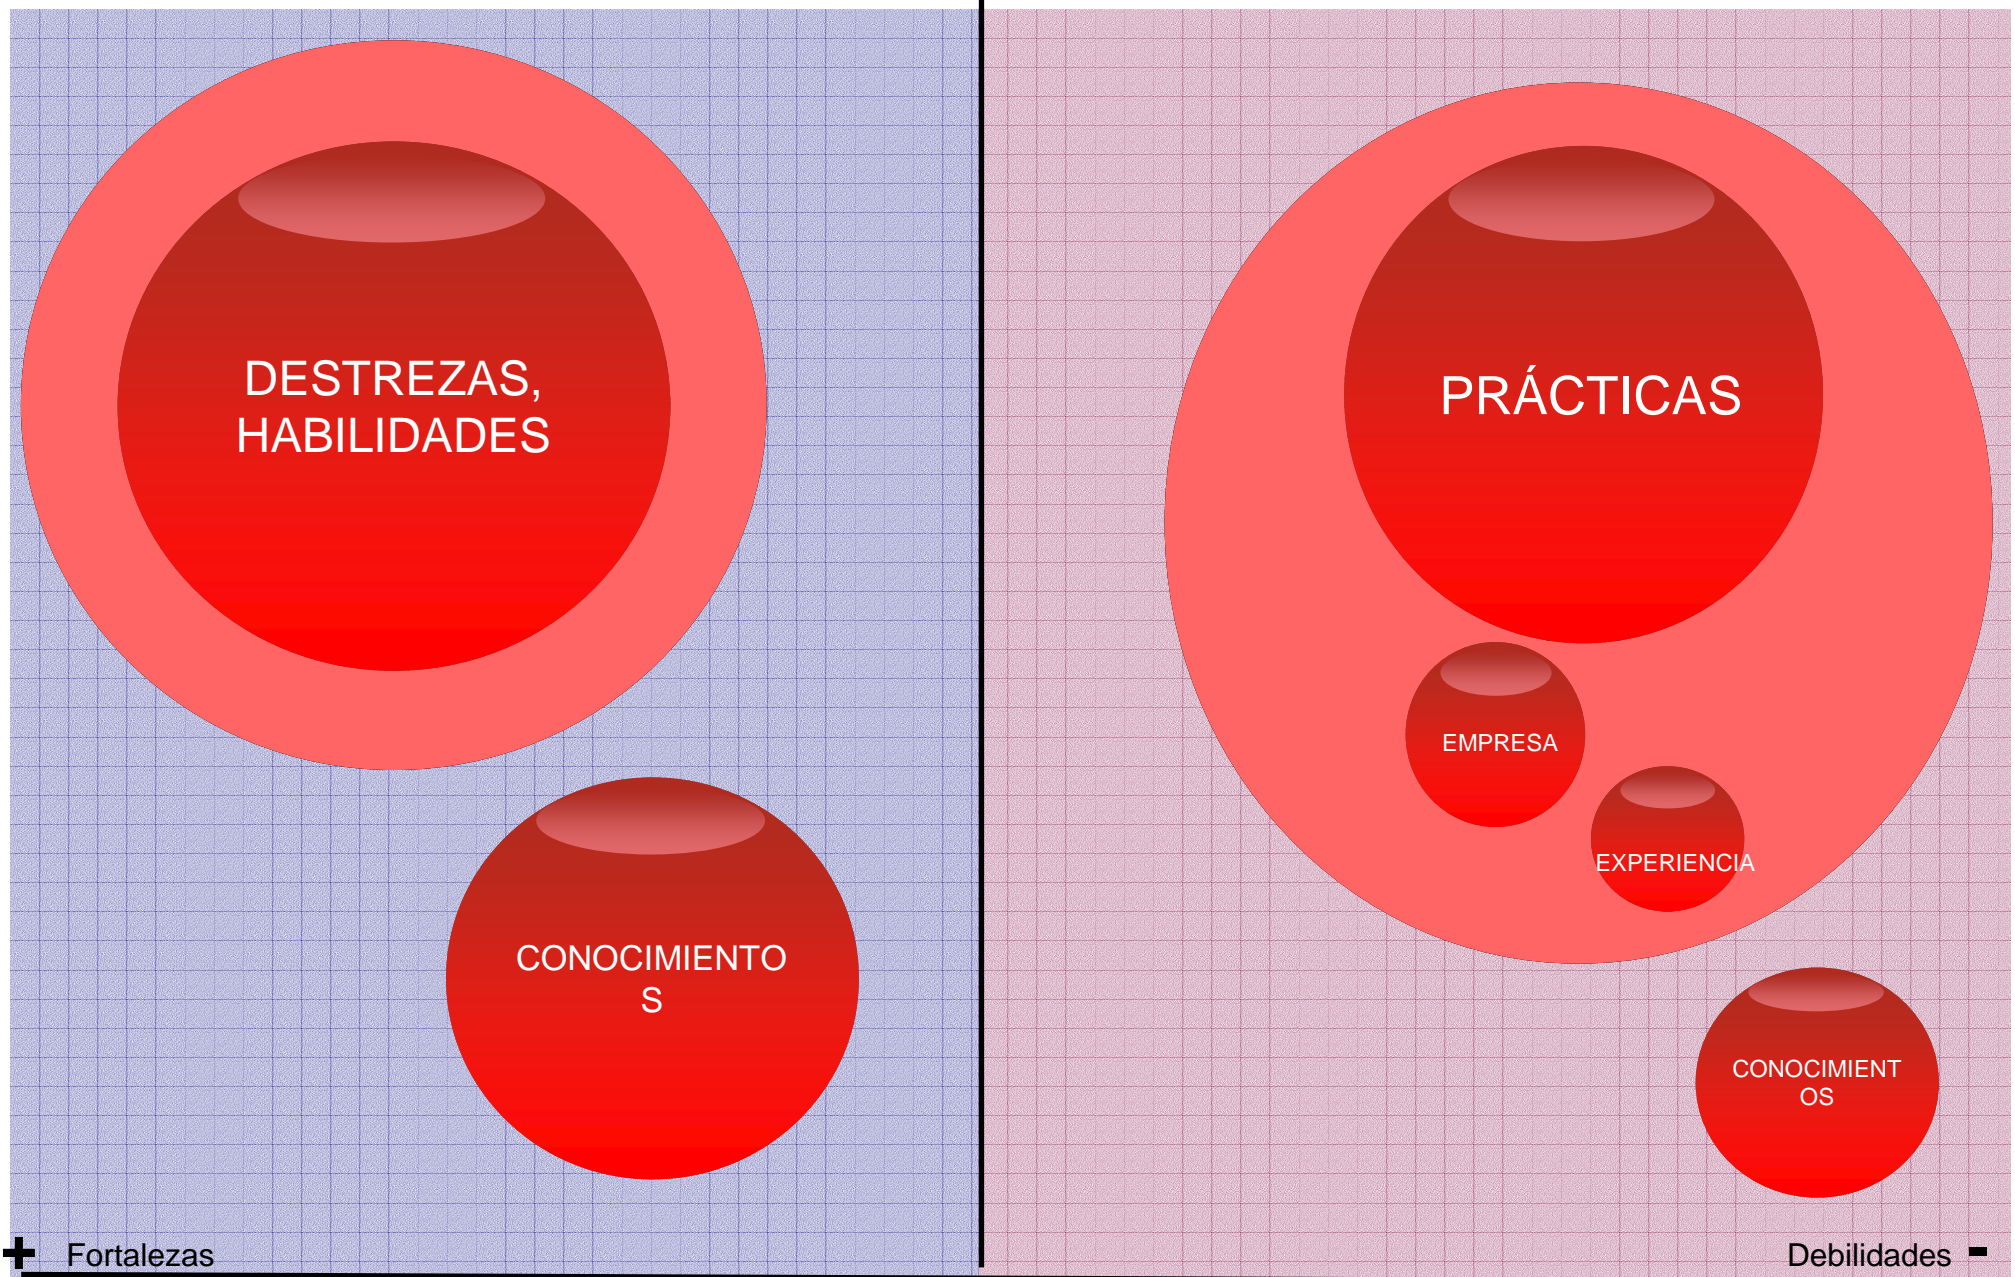 DESTREZAS,
HABILIDADES
CONOCIMIENTO
S
PRÁCTICAS
EMPRESA
EXPERIENCIA
CONOCIMIENT
OS
+ Fortalezas
Debilidades -